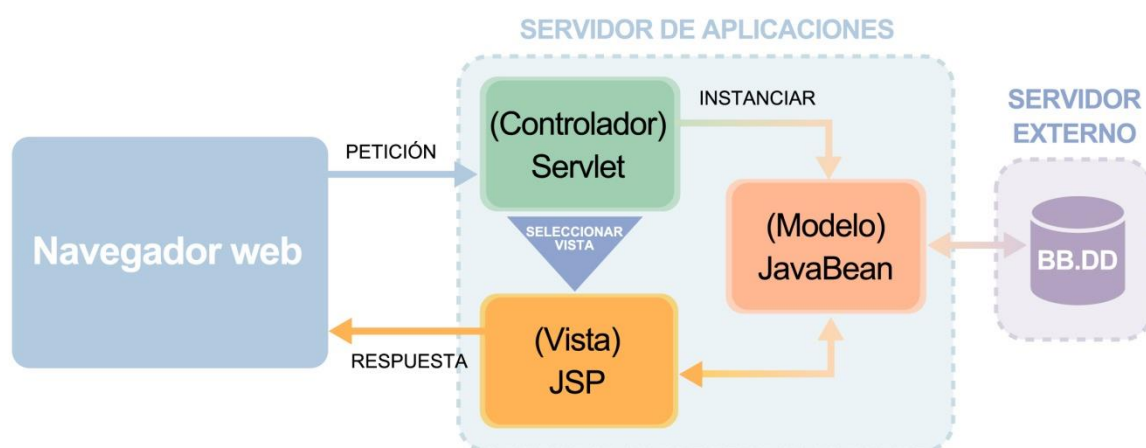 SERVIDOR DE APLICACIONES
(Controlador)
Servlet
INSTANCIAR
SERVIDOR
EXTERNO
PETICIÓN
Navegador web
SELECCIONAR
VISTA
(Modelo)
JavaBean
BB.DD
(Vista)
JSP
RESPUESTA